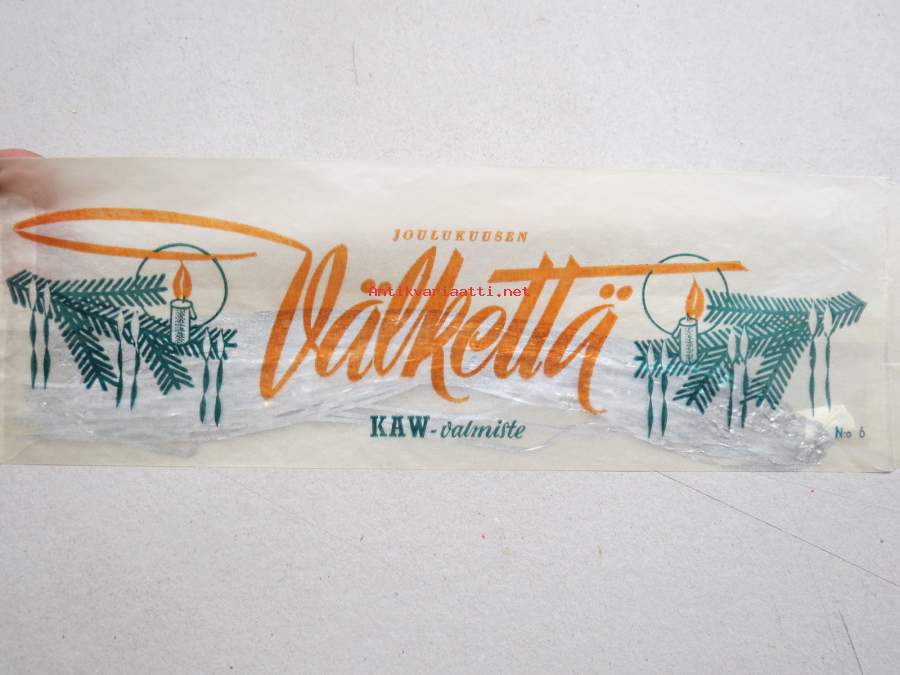 JOULUKUUSEN
Välkettä
Antikvariaatti.net
KAW-valmiste
No 6